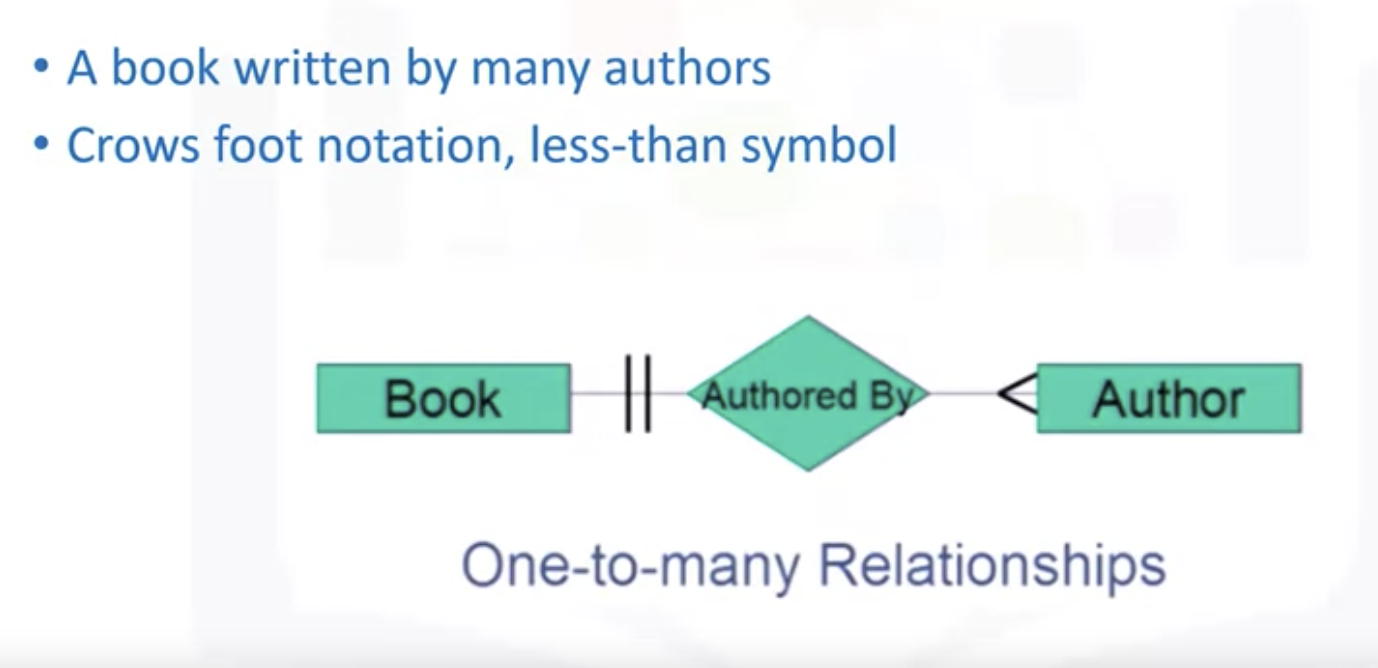 • A book written by many authors
• Crows foot notation, less-than symbol
Book
Authored By
Author
One-to-many Relationships